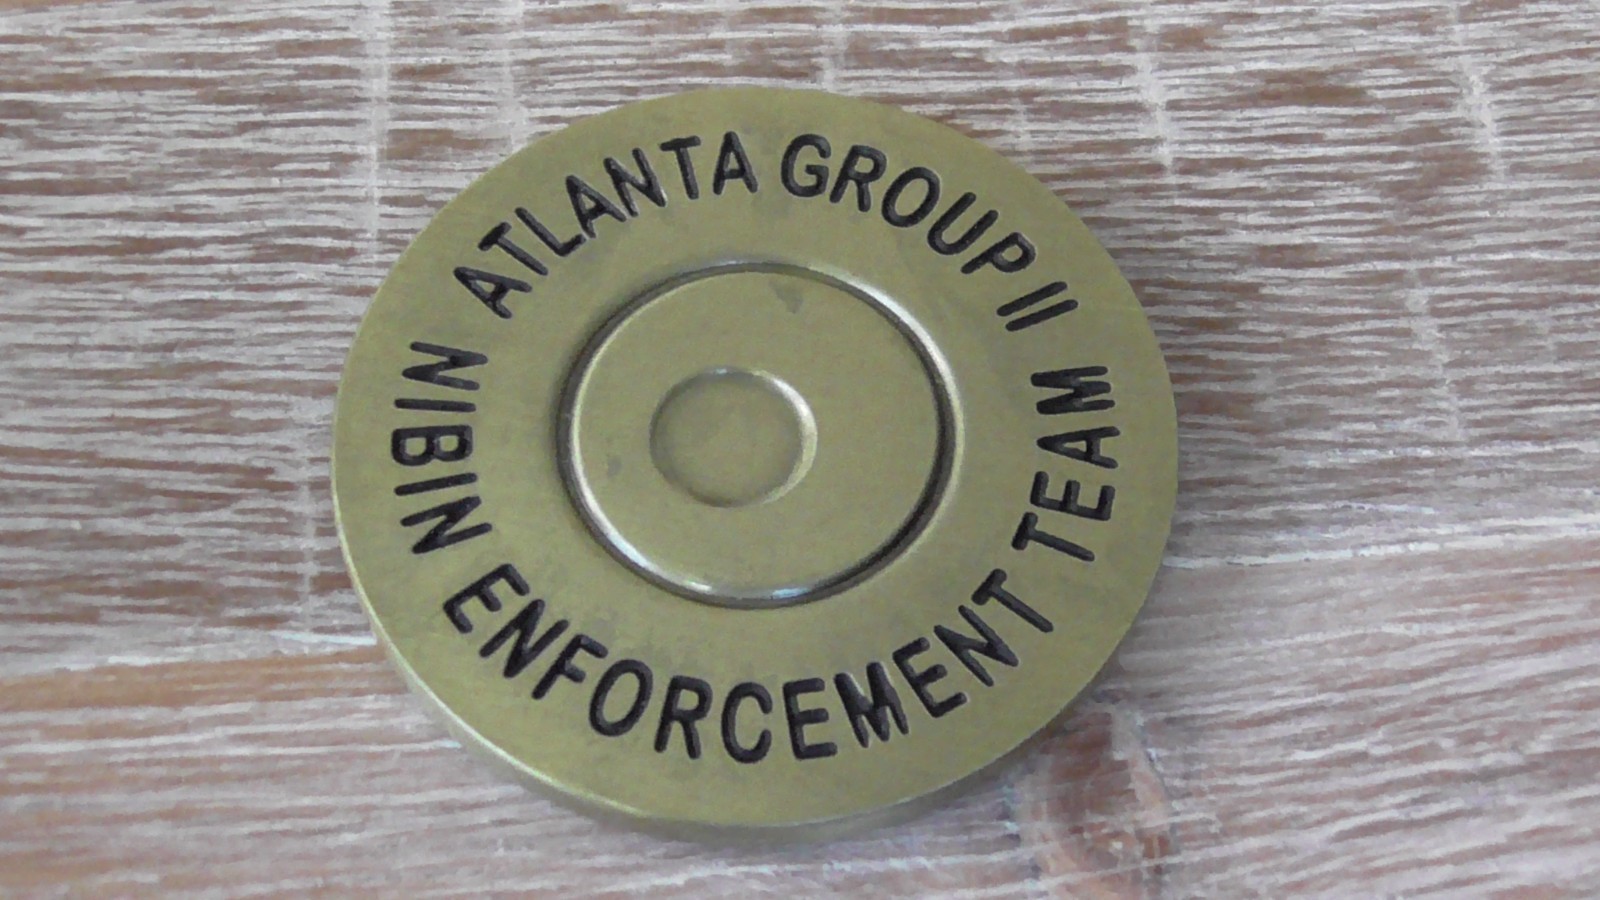 ATLANTA GROUP II
NIBIN ENFORCEMENT TEAM